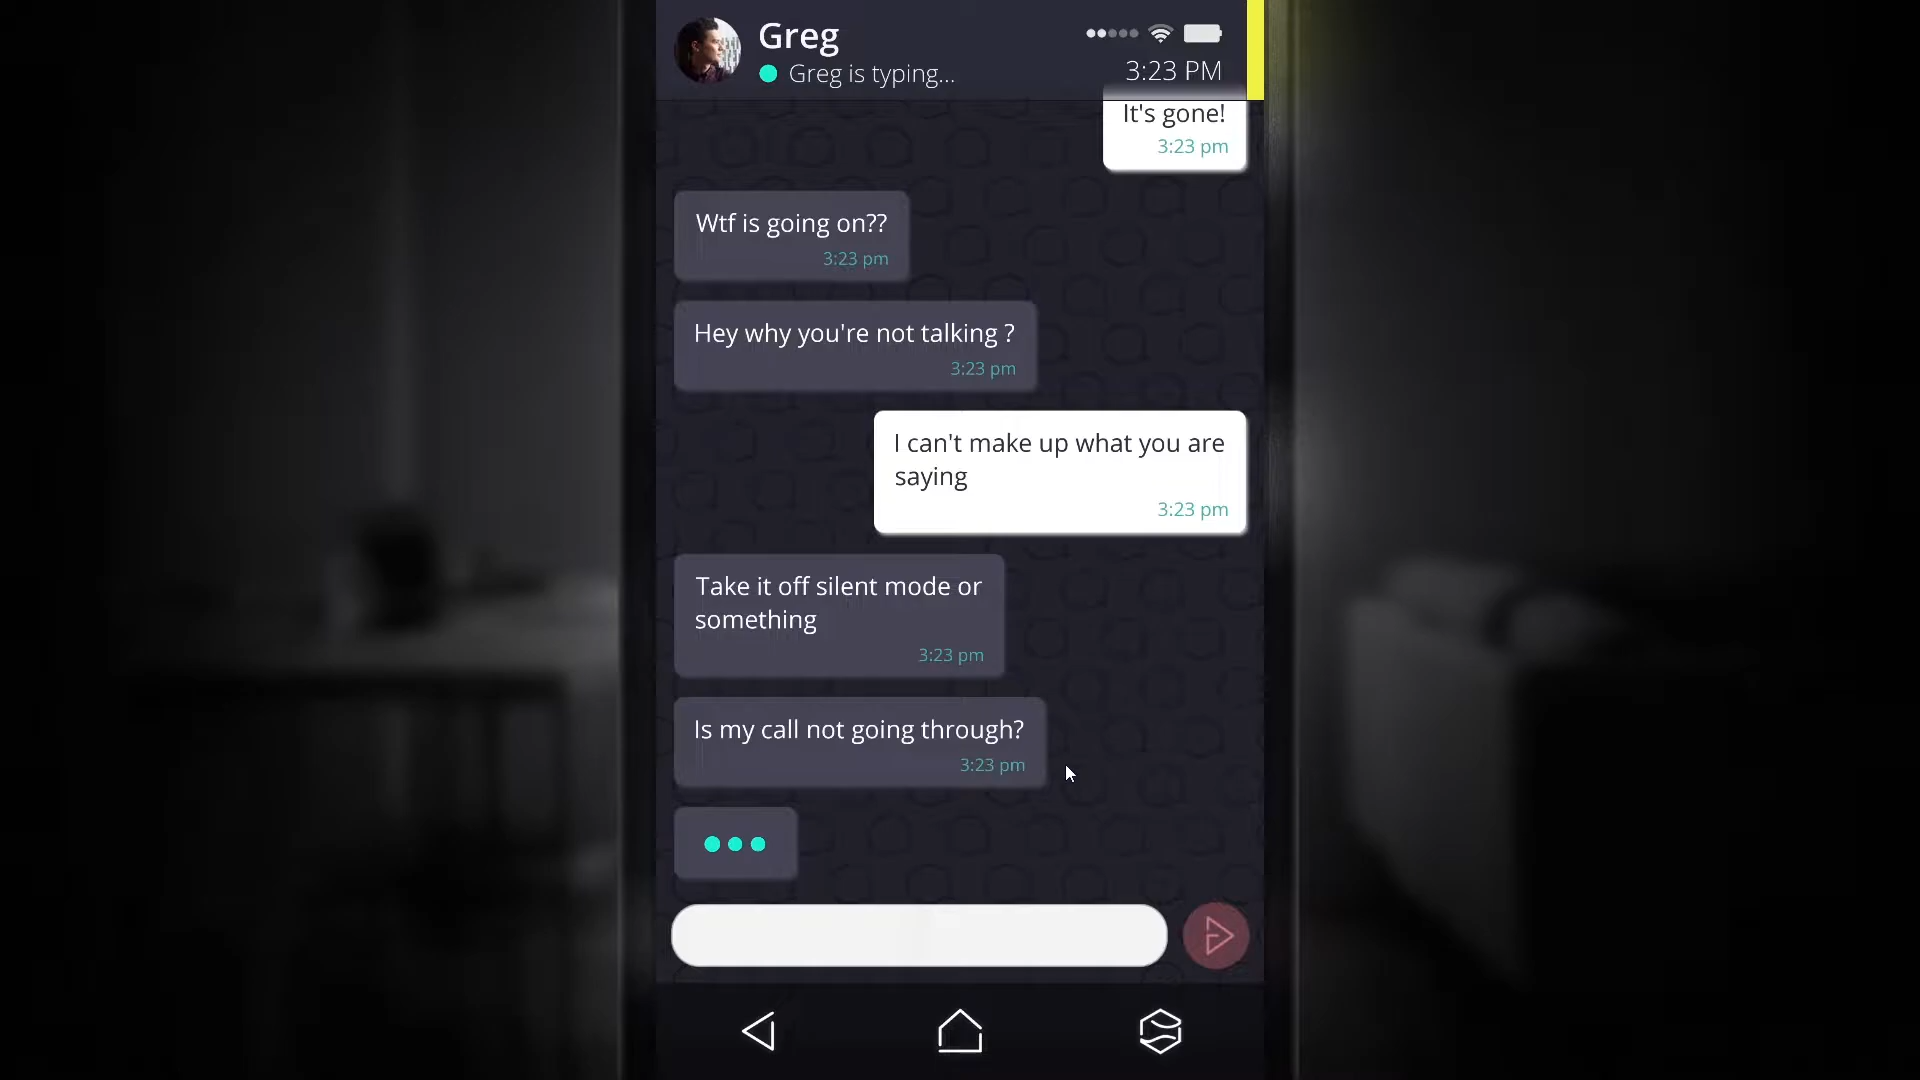 Greg
Greg is typing...
3:23 PM
It's gone!
3:23 pm
Wtf is going on??
3:23 pm
Hey why you're not talking ?
3:23 pm
I can't make up what you are
saying
3:23 pm
Take it off silent mode or
something
3:23 pm
Is my call not going through?
3:23 pm